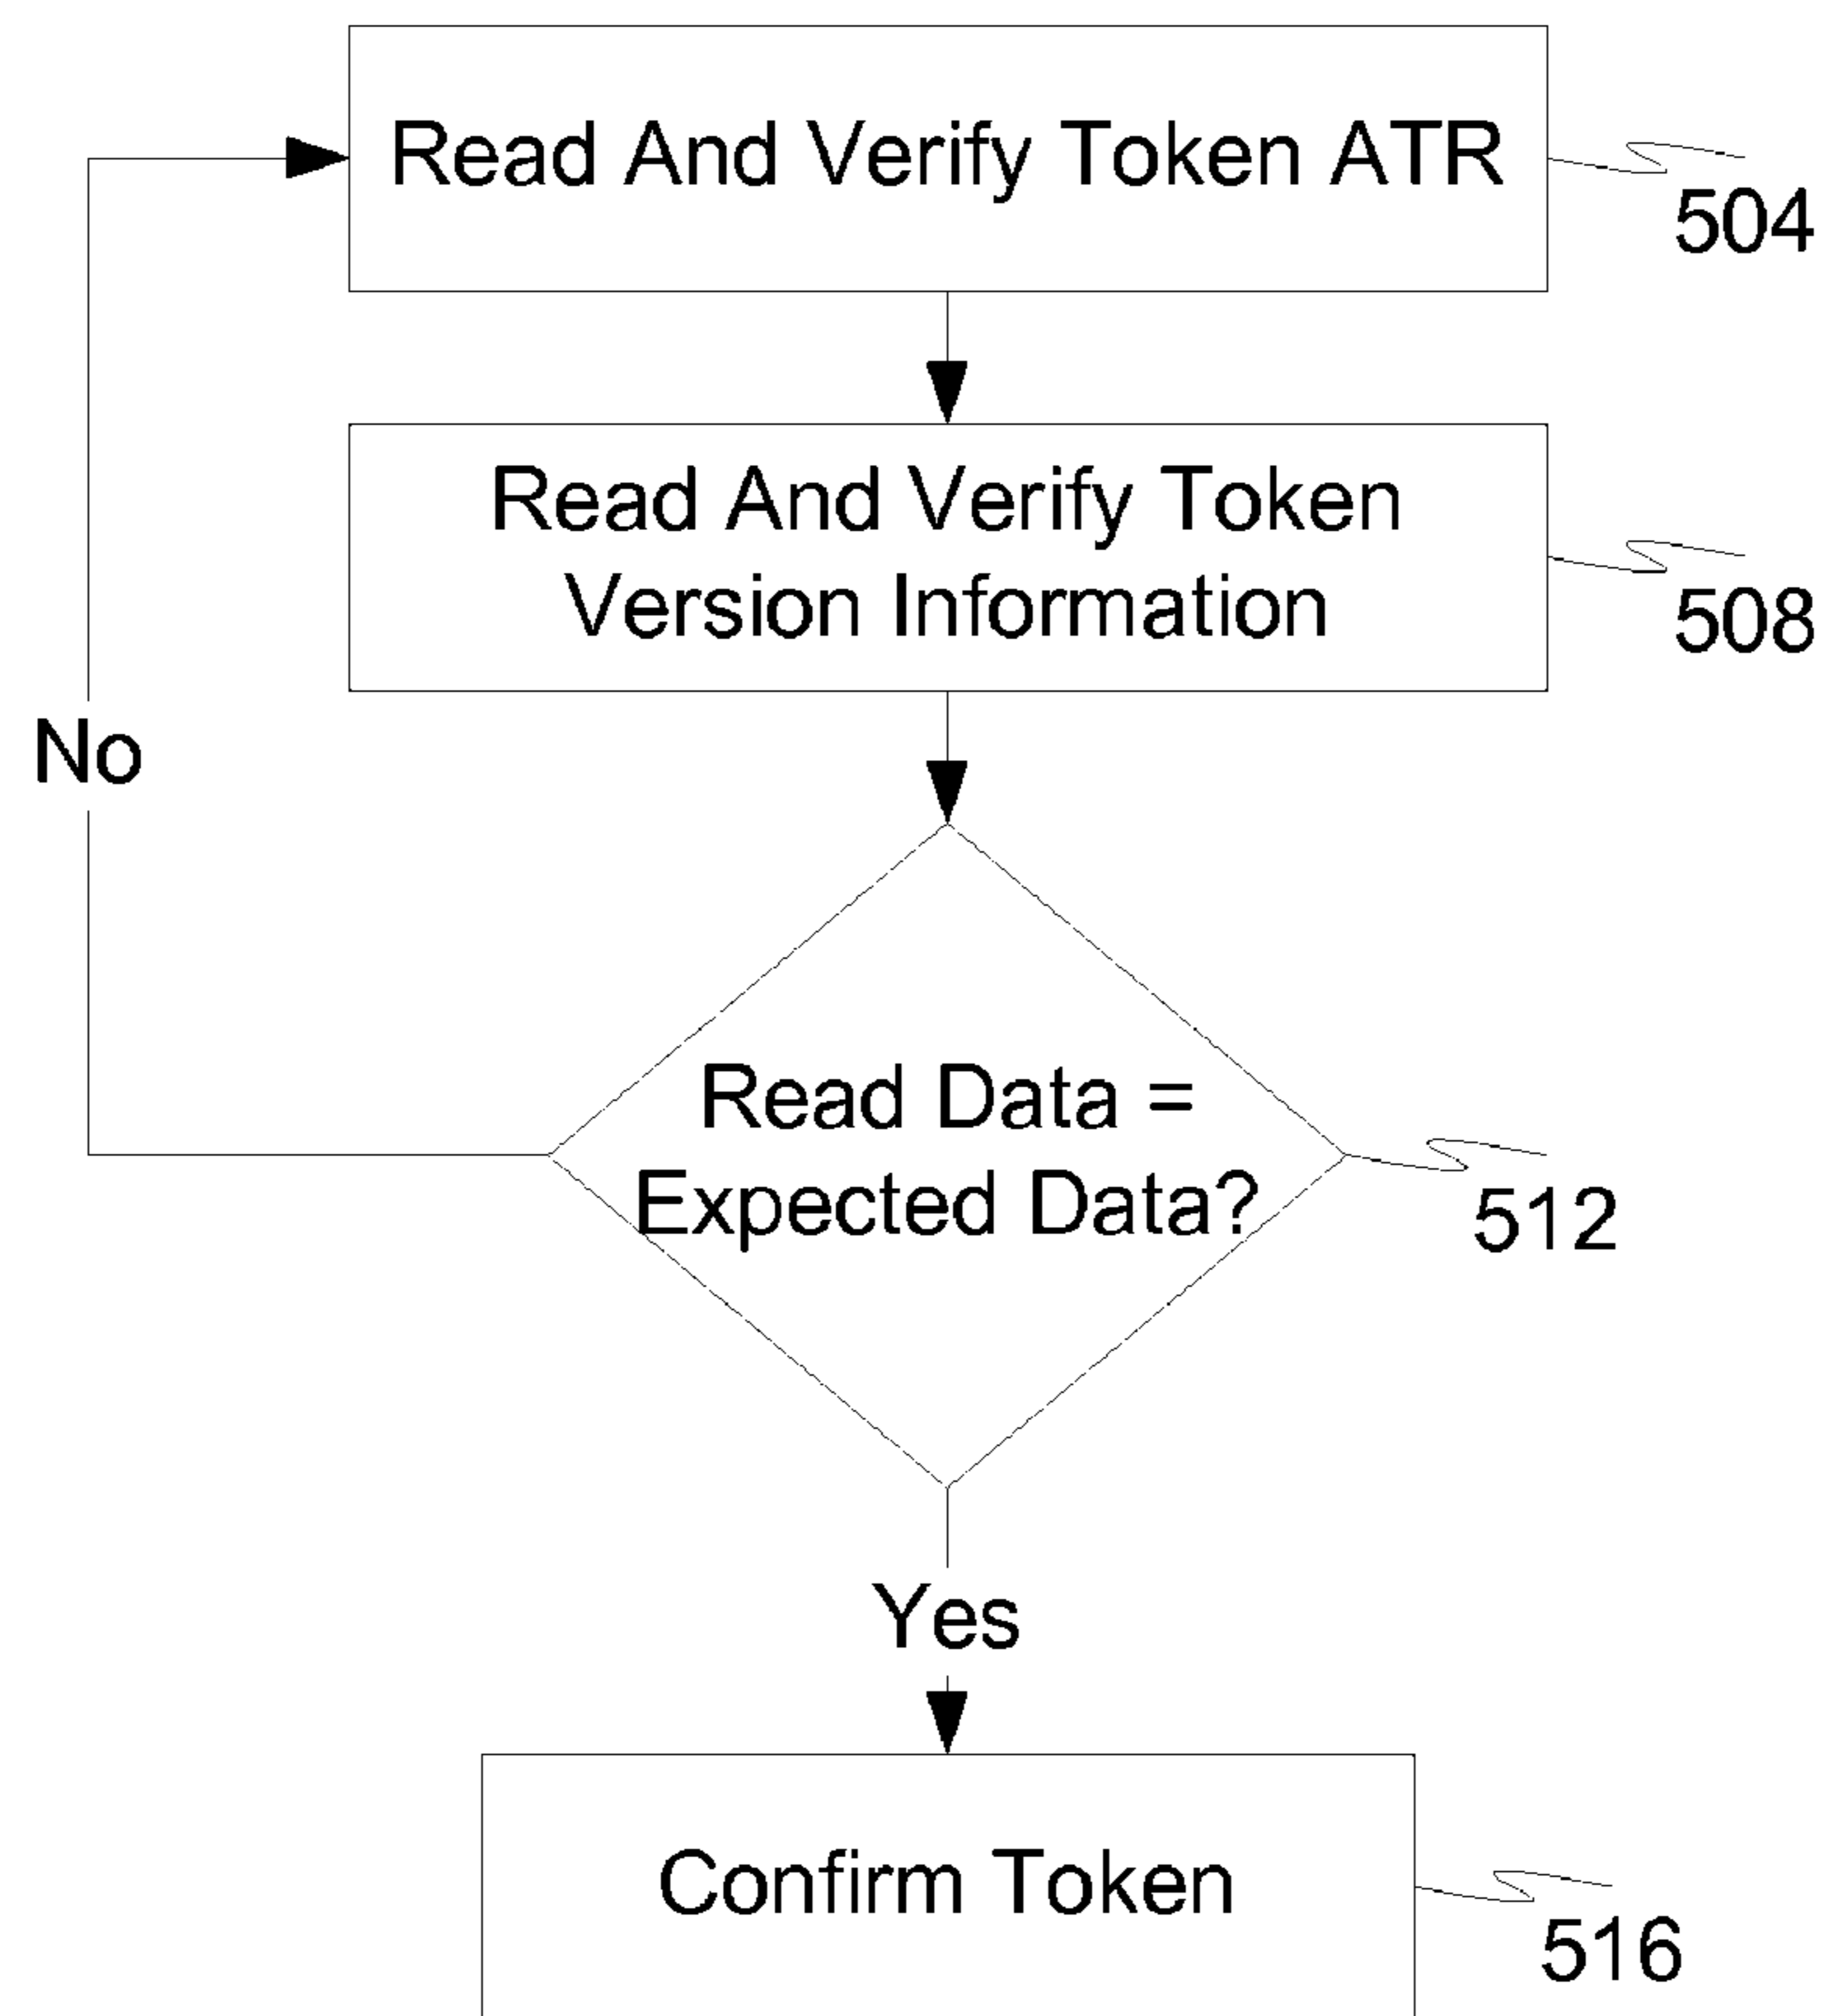 Read And Verify Token ATR
504
Read And Verify Token
Version Information
508
No
Read Data =
Expected Data?
512
Yes
Confirm Token
516